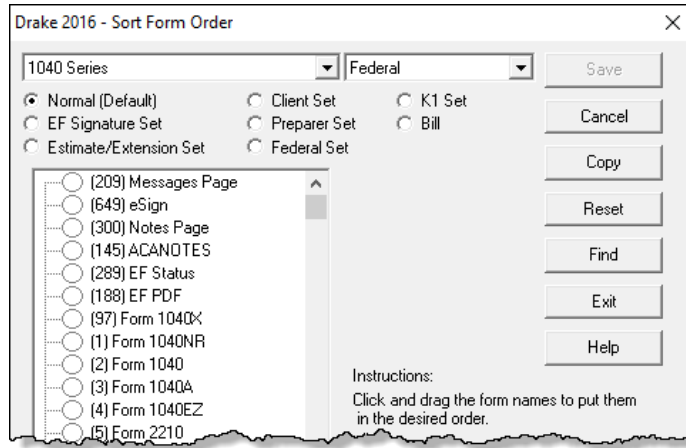 Drake 2016 - Sort Form Order
1040 Series
Federal
Save
Normal (Default)
Client Set
K1 Set
EF Signature Set
Preparer Set
Bill
Cancel
Estimate/Extension Set
Federal Set
Copy
(209) Messages Page
(649) eSign
Reset
(300) Notes Page
(145) ACANOTES
Find
(289) EF Status
(188) EF PDF
Exit
(97) Form 1040X
(1) Form 1040NR
Help
(2) Form 1040
(3) Form 1040A
(4) Form 1040EZ
(5) Form 2210
Instructions:
Click and drag the form names to put them
in the desired order.